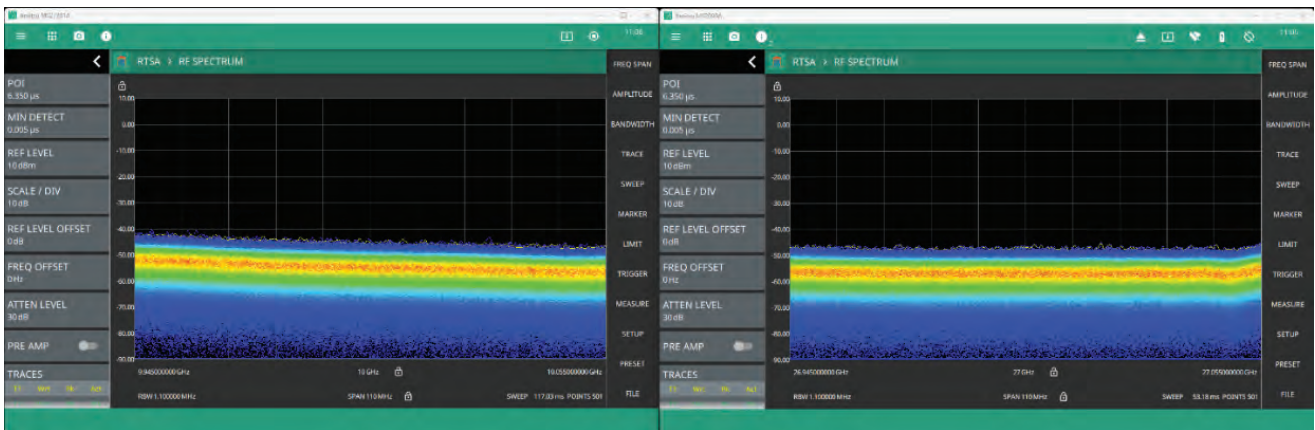 11:00
RTSA > RF SPECTRUM
FREQ SPAN
POI
6.350 µs
AMPLITUDE
10.00
MIN DETECT
0.005 µs
BANDWIDTH
0.00
REF LEVEL
10 dBm
TRACE
-10.00
SCALE / DIV
10 dB
SWEEP
-20.00
-30.00
MARKER
REF LEVEL OFFSET
0 dB
-40.00
LIMIT
-50.00
FREQ OFFSET
0 Hz
TRIGGER
-60.00
ATTEN LEVEL
30 dB
MEASURE
-70.00
PRE AMP
SETUP
-80.00
-90.00
PRESET
TRACES
9.945000000 GHz
10 GHz
10.055000000 GHz
RBW 1.100000 MHz
SPAN 110 MHz
SWEEP 117.03 ms POINTS 501
FILE
RTSA > RF SPECTRUM
FREQ SPAN
POI
6.350 µs
AMPLITUDE
10.00
MIN DETECT
0.005 µs
BANDWIDTH
0.00
REF LEVEL
10 dBm
TRACE
-10.00
SCALE / DIV
10 dB
SWEEP
-20.00
-30.00
MARKER
REF LEVEL OFFSET
0 dB
-40.00
LIMIT
-50.00
FREQ OFFSET
0 Hz
TRIGGER
-60.00
ATTEN LEVEL
30 dB
MEASURE
-70.00
PRE AMP
SETUP
-80.00
-90.00
PRESET
TRACES
26.945000000 GHz
27 GHz
27.055000000 GHz
RBW 1.100000 MHz
SPAN 110 MHz
SWEEP 53.18 ms POINTS 501
FILE